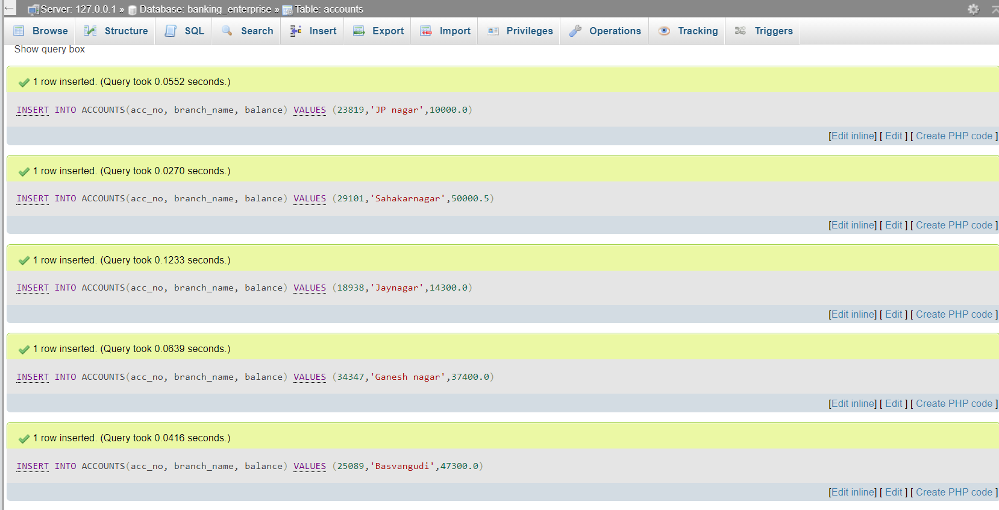 Server: 127.0.0.1 » Database: banking_enterprise » Table: accounts
Browse Structure SQL Search Insert Export Import Privileges Operations Tracking Triggers
Show query box
1 row inserted. (Query took 0.0552 seconds.)
INSERT INTO ACCOUNTS(acc_no, branch_name, balance) VALUES (23819,'JP nagar',10000.0)
[Edit inline] [ Edit ] [ Create PHP code ]
1 row inserted. (Query took 0.0270 seconds.)
INSERT INTO ACCOUNTS(acc_no, branch_name, balance) VALUES (29101,'Sahakarnagar',50000.5)
[Edit inline] [ Edit ] [ Create PHP code ]
1 row inserted. (Query took 0.1233 seconds.)
INSERT INTO ACCOUNTS(acc_no, branch_name, balance) VALUES (18938,'Jaynagar',14300.0)
[Edit inline] [ Edit ] [ Create PHP code ]
1 row inserted. (Query took 0.0639 seconds.)
INSERT INTO ACCOUNTS(acc_no, branch_name, balance) VALUES (34347,'Ganesh nagar',37400.0)
[Edit inline] [ Edit ] [ Create PHP code ]
1 row inserted. (Query took 0.0416 seconds.)
INSERT INTO ACCOUNTS(acc_no, branch_name, balance) VALUES (25089,'Basvangudi',47300.0)
[Edit inline] [ Edit ] [ Create PHP code ]